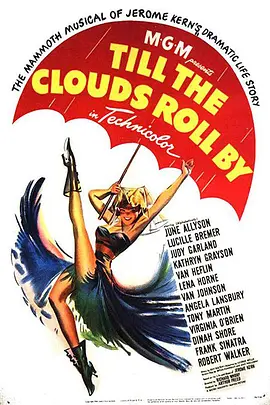 THE MAMMOTH MUSICAL OF JEROME KERN'S DRAMATIC LIFE STORY
MGM
presents
TILL THE
CLOUDS ROLL BY
in Technicolor
JUNE ALLYSON
LUCILLE BREMER
JUDY GARLAND
KATHRYN GRAYSON
VAN HEFLIN
LENA HORNE
VAN JOHNSON
ANGELA LANSBURY
TONY MARTIN
VIRGINIA O'BRIEN
DINAH SHORE
FRANK SINATRA
ROBERT WALKER